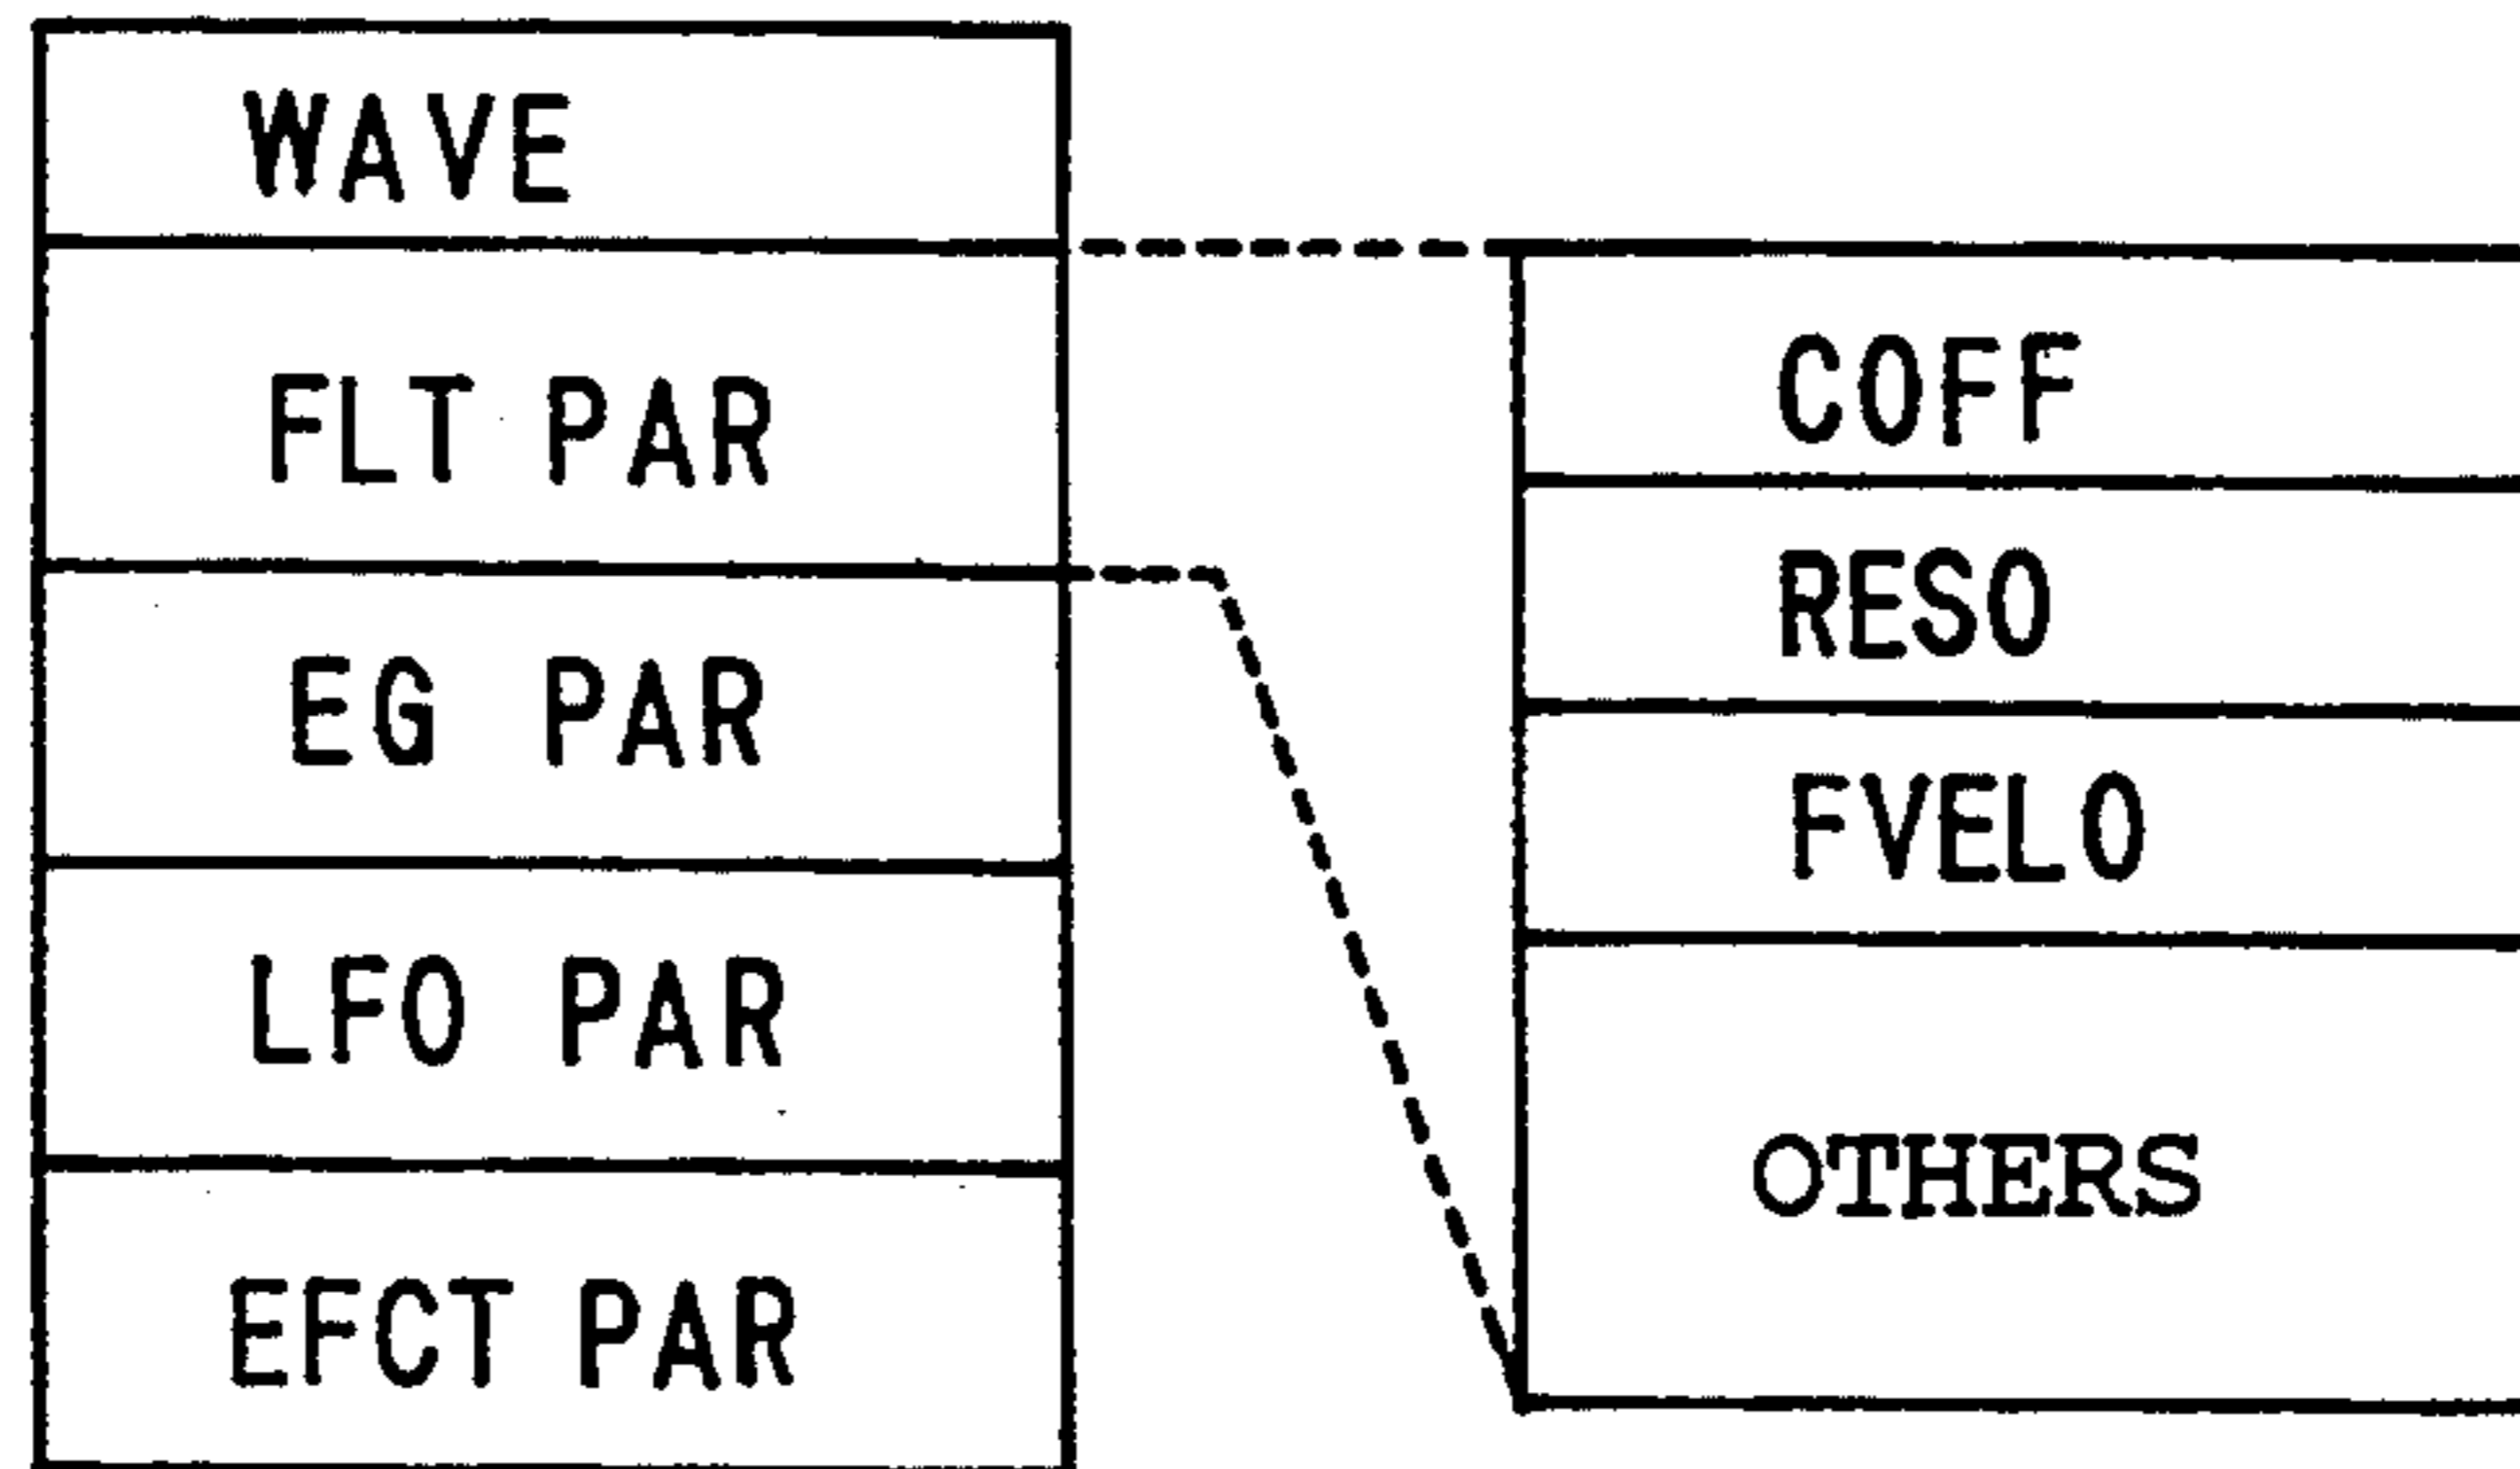 WAVE
FLT PAR
EG PAR
LFO PAR
EFCT PAR
COFF
RESO
FVELO
OTHERS